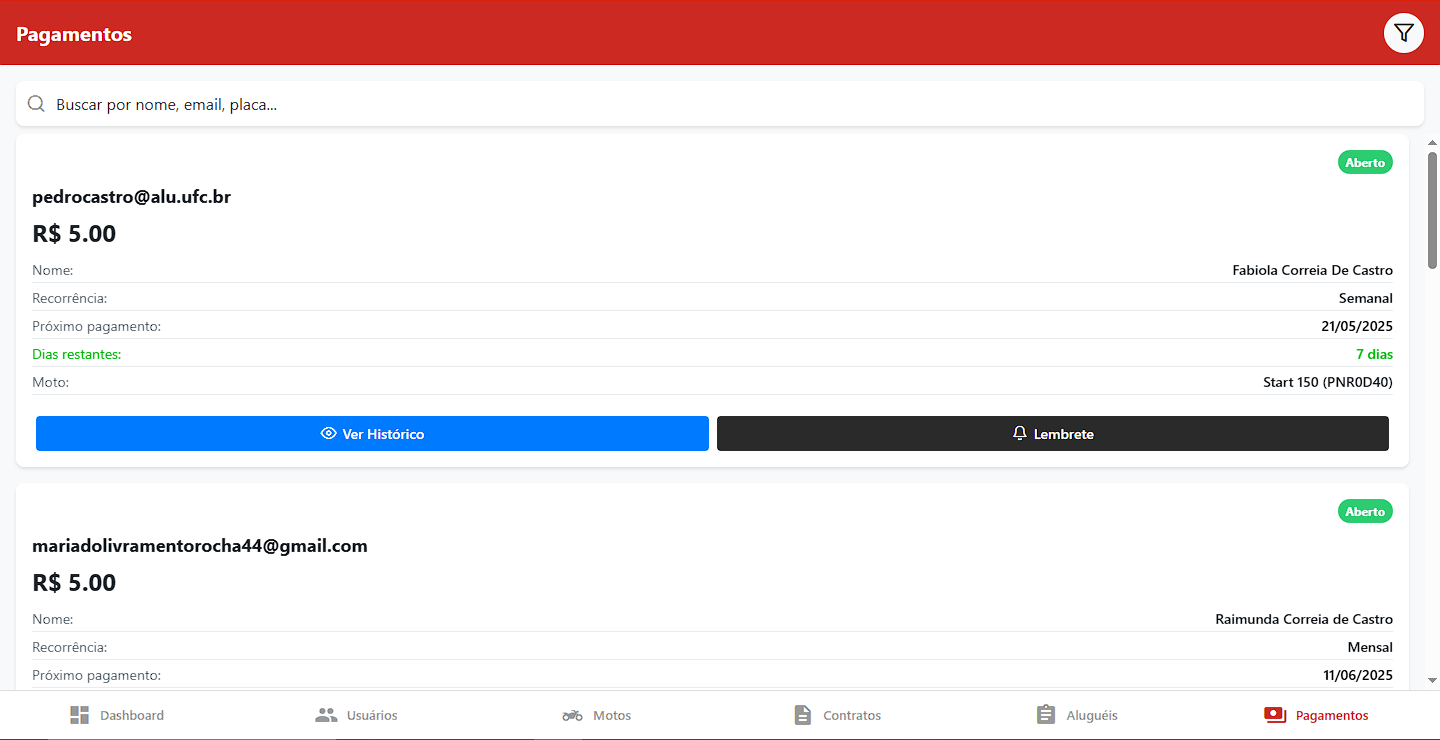 Pagamentos
Buscar por nome, email, placa...
Aberto
pedrocastro@alu.ufc.br
R$ 5.00
Nome: Fabiola Correia De Castro
Recorrência: Semanal
Próximo pagamento: 21/05/2025
Dias restantes: 7 dias
Moto: Start 150 (PNR0D40)
Ver Histórico Lembrete
Aberto
mariadolivramentorocha44@gmail.com
R$ 5.00
Nome: Raimunda Correia de Castro
Recorrência: Mensal
Próximo pagamento: 11/06/2025
Dashboard Usuários Motos Contratos Aluguéis Pagamentos